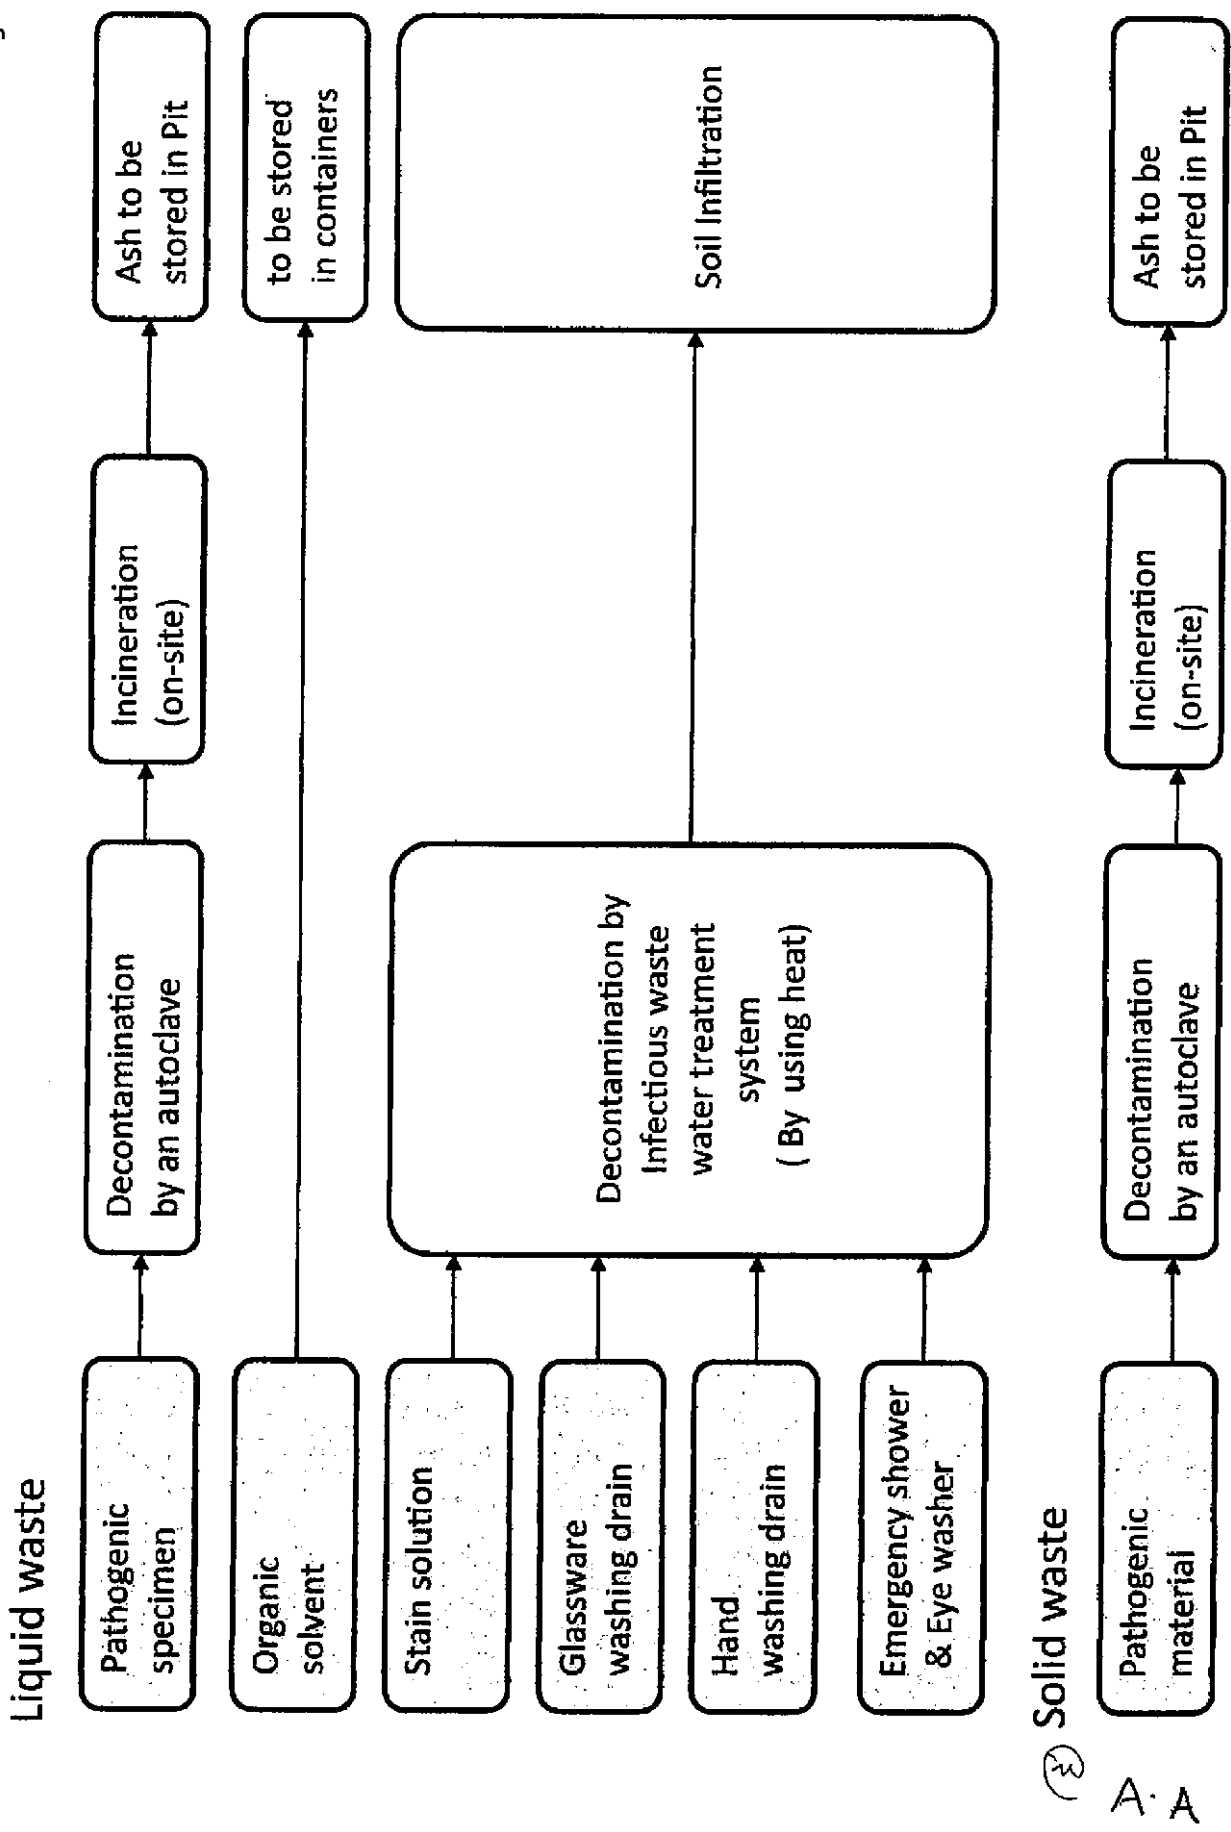 Liquid waste
Pathogenic
specimen
Decontamination
by an autoclave
Incineration
(on-site)
Ash to be
stored in Pit
Organic
solvent
to be stored
in containers
Stain solution
Glassware
washing drain
Hand
washing drain
Emergency shower
& Eye washer
Decontamination by
Infectious waste
water treatment
system
( By using heat)
Soil Infiltration
Solid waste
Pathogenic
material
Decontamination
by an autoclave
Incineration
(on-site)
Ash to be
stored in Pit
A. A